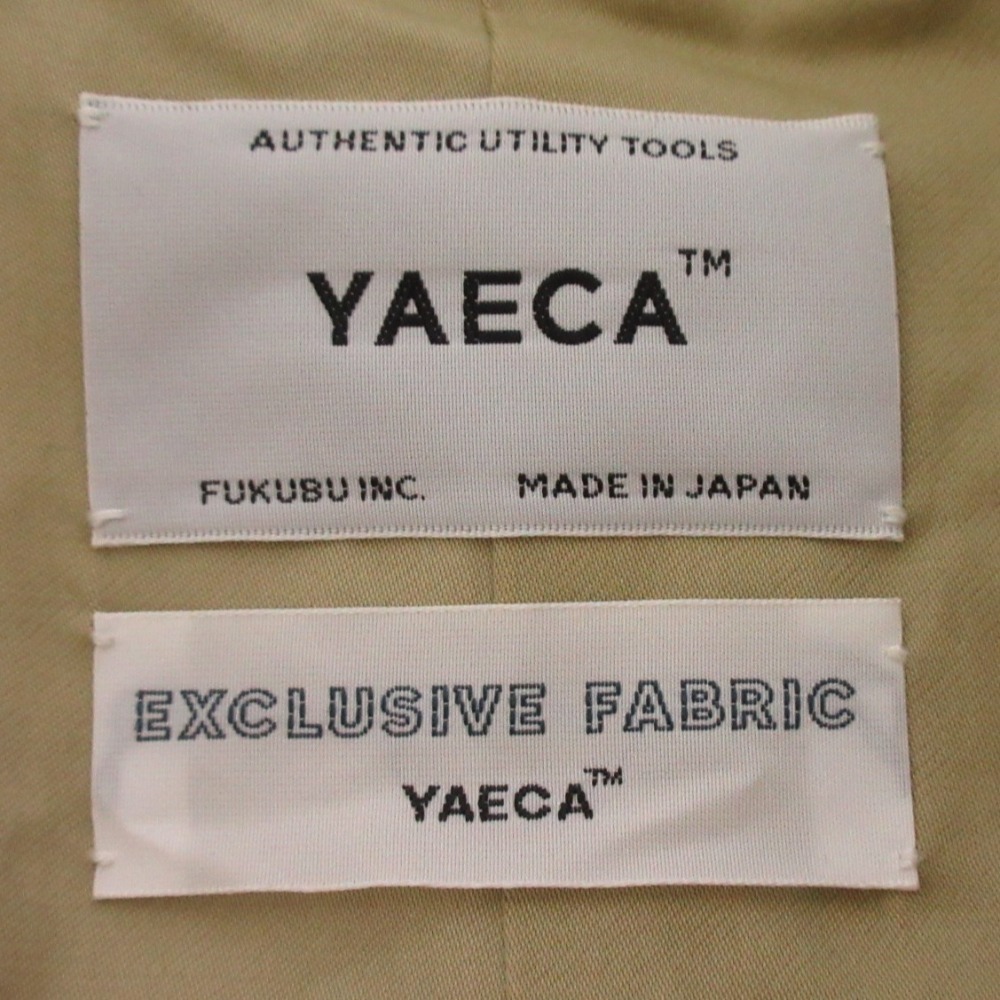 AUTHENTIC UTILITY TOOLS
YAECA™
FUKUBU INC. MADE IN JAPAN
EXCLUSIVE FABRIC
YAECA™